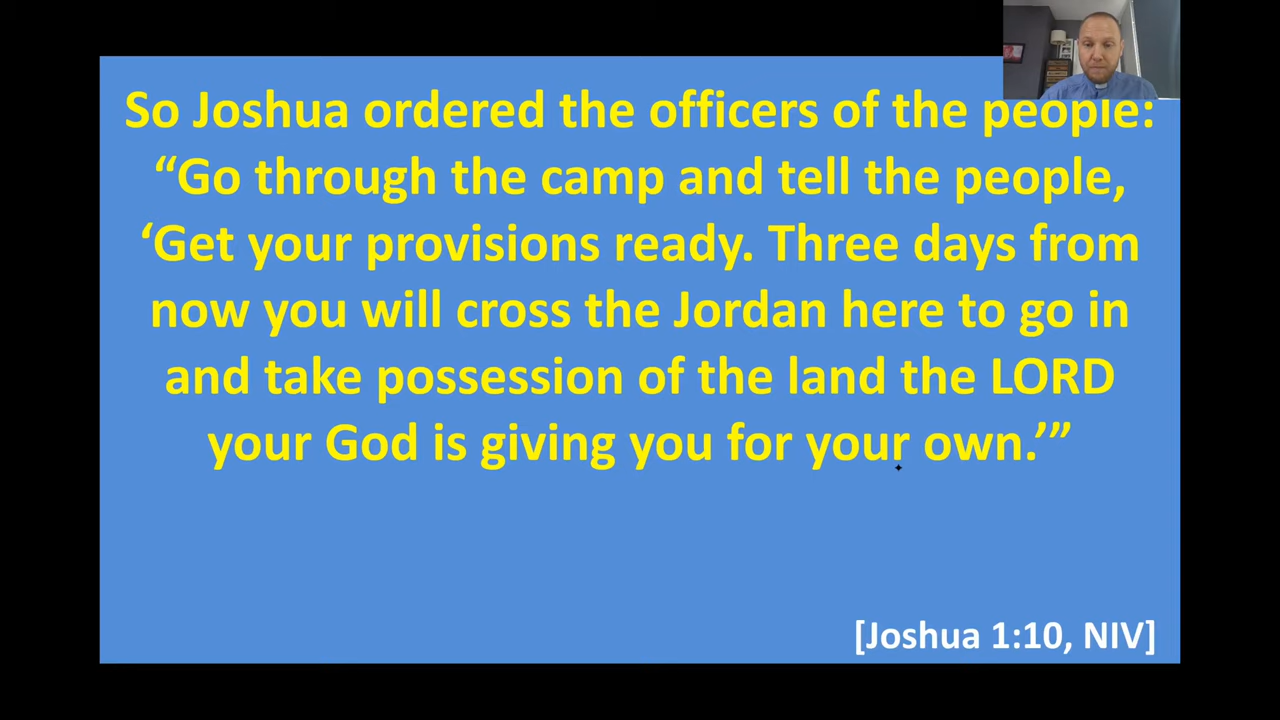 So Joshua ordered the officers of the people:
“Go through the camp and tell the people,
‘Get your provisions ready. Three days from
now you will cross the Jordan here to go in
and take possession of the land the LORD
your God is giving you for your own.’”
[Joshua 1:10, NIV]